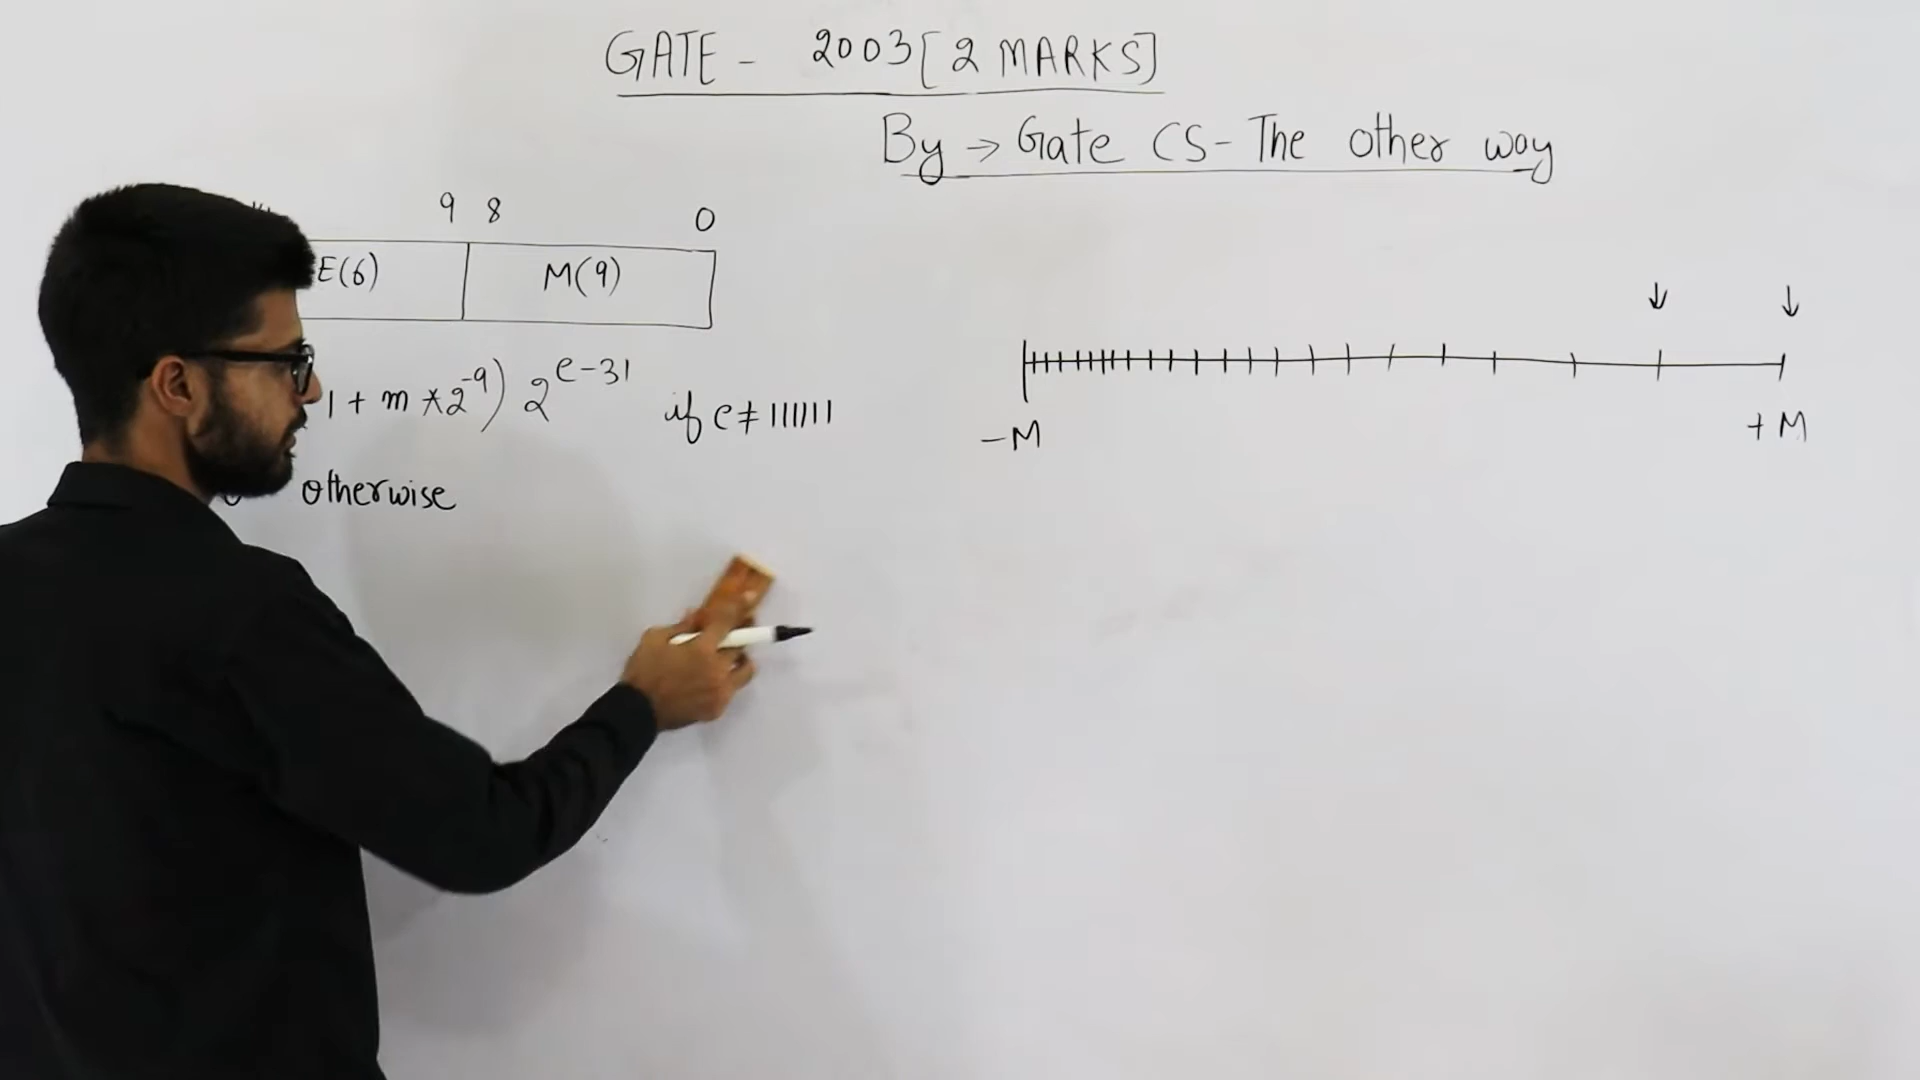 GATE - 2003 [2 MARKS]
By → Gate CS - The other way
9 8 0
E(6) M(9)
1 + m * 2^-9) 2^e-31 if e ≠ 111111
otherwise
↓ ↓
-M +M